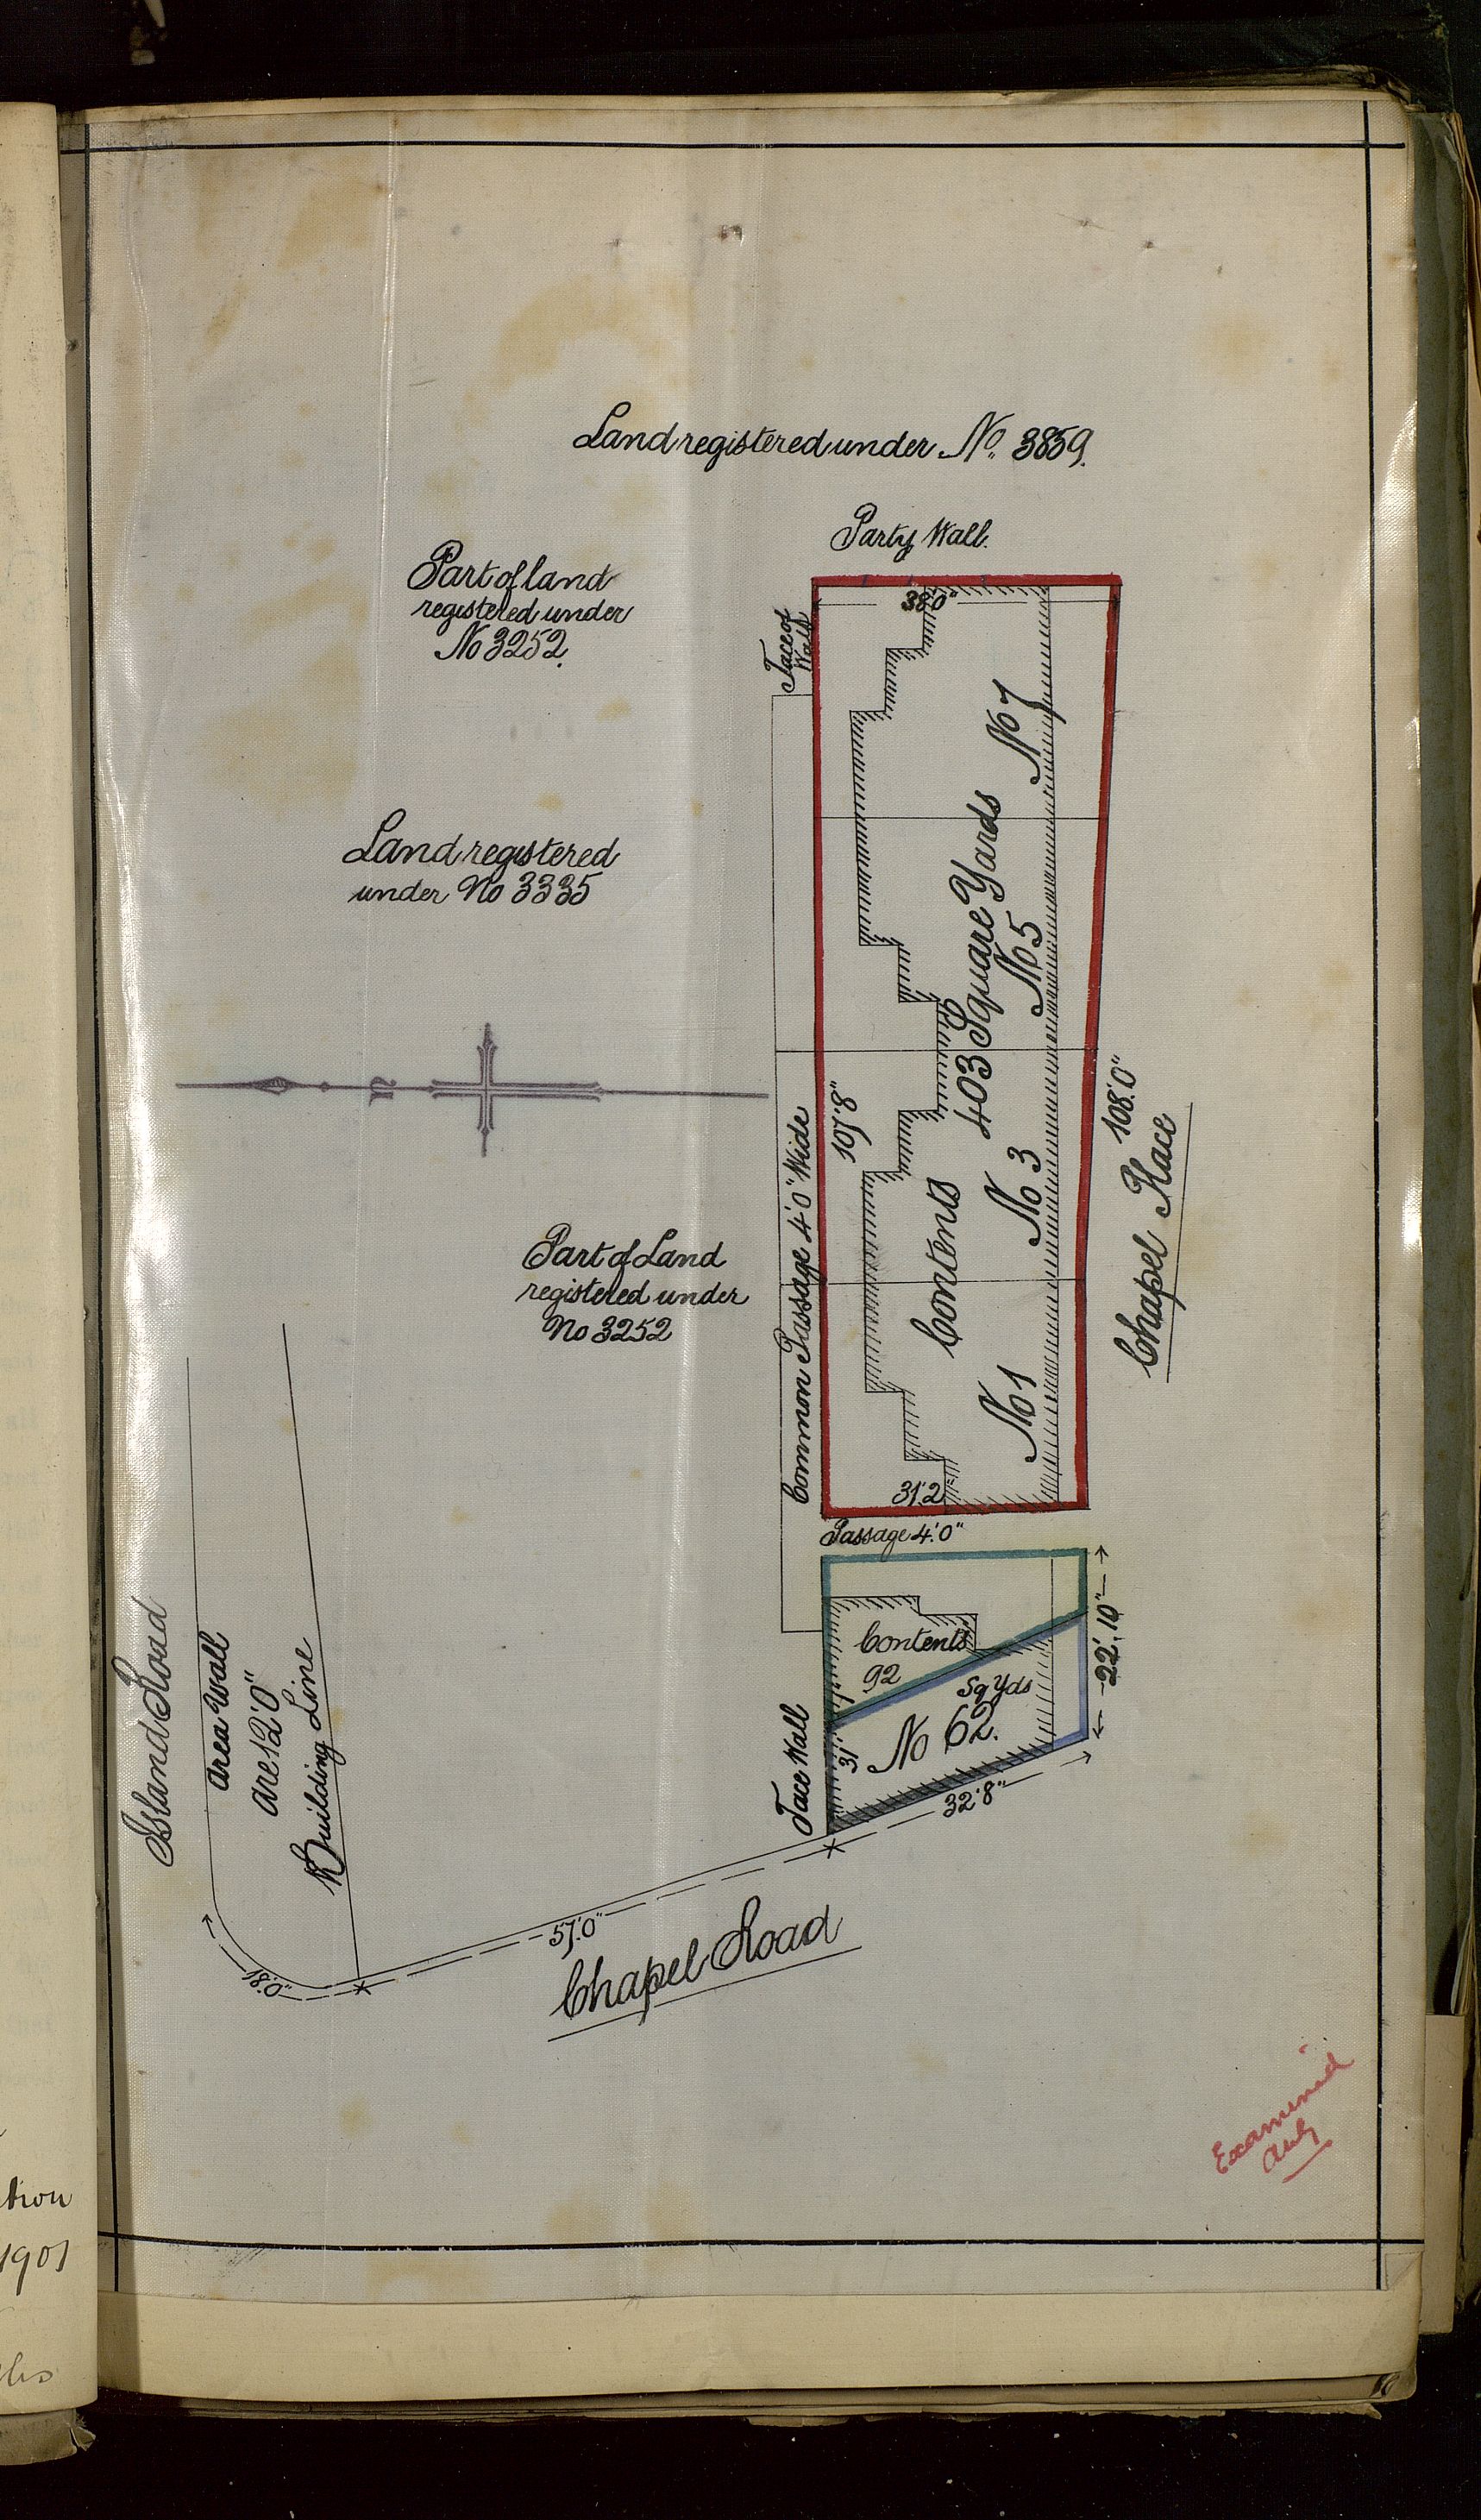 Land registered under No. 3859.
Party Wall.
Part of land
registered under
No 3252.
38'0"
Face of
Wall
No 7
Land registered
under No 3335
Contents 403 Square Yards
No 5
n
107'.8"
108'.0"
Chapel Place
Common Passage 4'0" Wide
No 3
Part of Land
registered under
No 3252
No 1
31'.2"
Passage 4'.0"
Contents
92
Sq Yds
No 62.
22'.10"
31'
Face Wall
32'.8"
Island Road
Area Wall
Are 12'0"
Building Line
57'.0"
18'.0"
Chapel Road
Examined
tion
1901